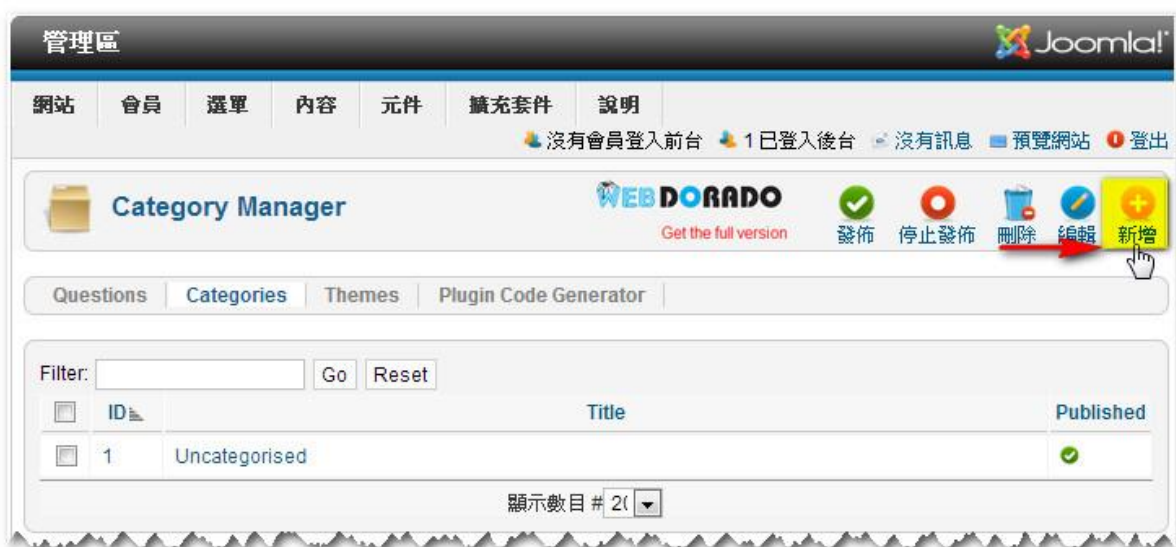 管理區 Joomla!
網站 會員 選單 內容 元件 擴充套件 說明
沒有會員登入前台 1 已登入後台 沒有訊息 預覽網站 登出
Category Manager WEBDORADO
Get the full version 發佈 停止發佈 刪除 編輯 新增
Questions Categories Themes Plugin Code Generator
Filter: Go Reset
ID Title Published
1 Uncategorised
顯示數目 # 20